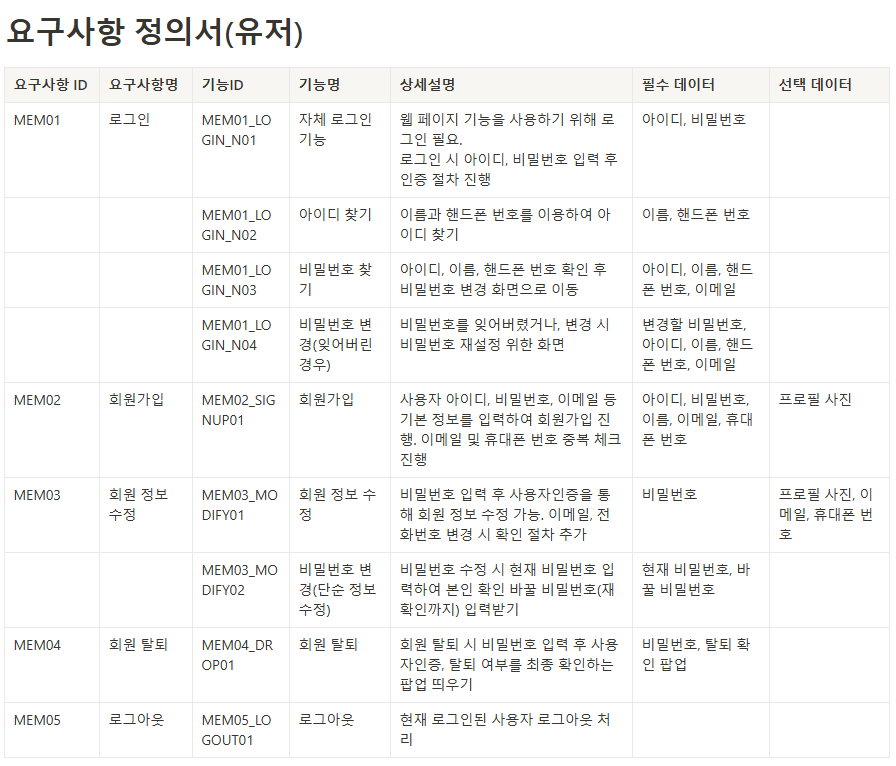 요구사항 정의서(유저)
요구사항 ID 요구사항명 기능ID 기능명 상세설명 필수 데이터 선택 데이터
MEM01 로그인 MEM01_LO 자체 로그인 웹 페이지 기능을 사용하기 위해 로 아이디, 비밀번호
GIN_N01 기능 그인 필요.
로그인 시 아이디, 비밀번호 입력 후
인증 절차 진행
MEM01_LO 아이디 찾기 이름과 핸드폰 번호를 이용하여 아 이름, 핸드폰 번호
GIN_N02 이디 찾기
MEM01_LO 비밀번호 찾 아이디, 이름, 핸드폰 번호 확인 후 아이디, 이름, 핸드
GIN_N03 기 비밀번호 변경 화면으로 이동 폰 번호, 이메일
MEM01_LO 비밀번호 변 비밀번호를 잊어버렸거나, 변경 시 변경할 비밀번호,
GIN_N04 경(잊어버린 비밀번호 재설정 위한 화면 아이디, 이름, 핸드
경우) 폰 번호, 이메일
MEM02 회원가입 MEM02_SIG 회원가입 사용자 아이디, 비밀번호, 이메일 등 아이디, 비밀번호, 프로필 사진
NUP01 기본 정보를 입력하여 회원가입 진 이름, 이메일, 휴대
행. 이메일 및 휴대폰 번호 중복 체크 폰 번호
진행
MEM03 회원 정보 MEM03_MO 회원 정보 수 비밀번호 입력 후 사용자인증을 통 비밀번호 프로필 사진, 이
수정 DIFY01 정 해 회원 정보 수정 가능. 이메일, 전 메일, 휴대폰 번
화번호 변경 시 확인 절차 추가 호
MEM03_MO 비밀번호 변 비밀번호 수정 시 현재 비밀번호 입 현재 비밀번호, 바
DIFY02 경(단순 정보 력하여 본인 확인 바꿀 비밀번호(재 꿀 비밀번호
수정) 확인까지) 입력받기
MEM04 회원 탈퇴 MEM04_DR 회원 탈퇴 회원 탈퇴 시 비밀번호 입력 후 사용 비밀번호, 탈퇴 확
OP01 자인증, 탈퇴 여부를 최종 확인하는 인 팝업
팝업 띄우기
MEM05 로그아웃 MEM05_LO 로그아웃 현재 로그인된 사용자 로그아웃 처
GOUT01 리